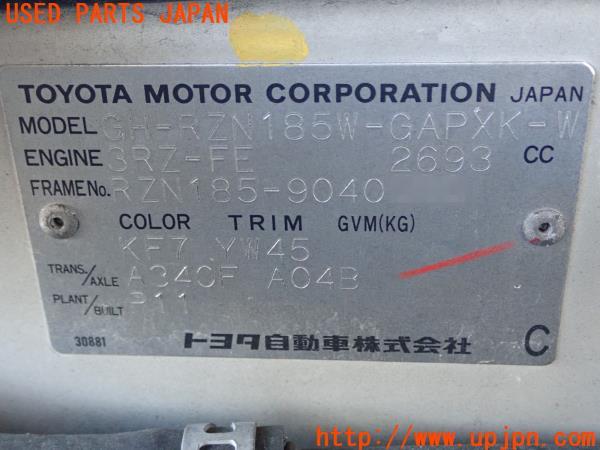 USED PARTS JAPAN
TOYOTA MOTOR CORPORATION JAPAN
MODEL GH-RZN185W-GAPXK-W
ENGINE 3RZ-FE 2693 CC
FRAME No. RZN185-9040
COLOR TRIM GVM(KG)
KF7 YW45
TRANS./AXLE A340F A04B
PLANT/BUILT P11
30881 トヨタ自動車株式会社 C
http://www.upjpn.com/